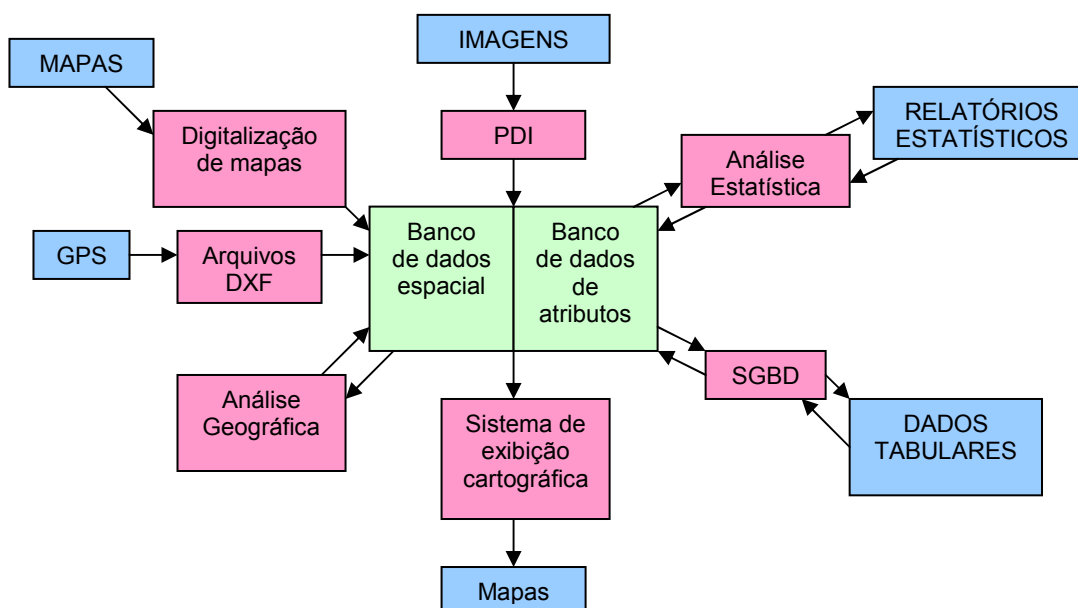 IMAGENS
MAPAS
RELATÓRIOS
ESTATÍSTICOS
Digitalização
de mapas
PDI
Análise
Estatística
GPS
Arquivos
DXF
Banco
de dados
espacial
Banco
de dados
de
atributos
Análise
Geográfica
SGBD
Sistema de
exibição
cartográfica
DADOS
TABULARES
Mapas